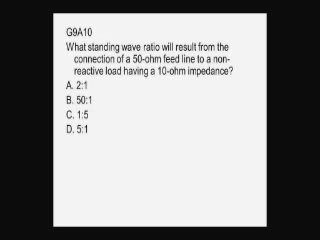 G9A10
What standing wave ratio will result from the
connection of a 50-ohm feed line to a non-
reactive load having a 10-ohm impedance?
A. 2:1
B. 50:1
C. 1:5
D. 5:1